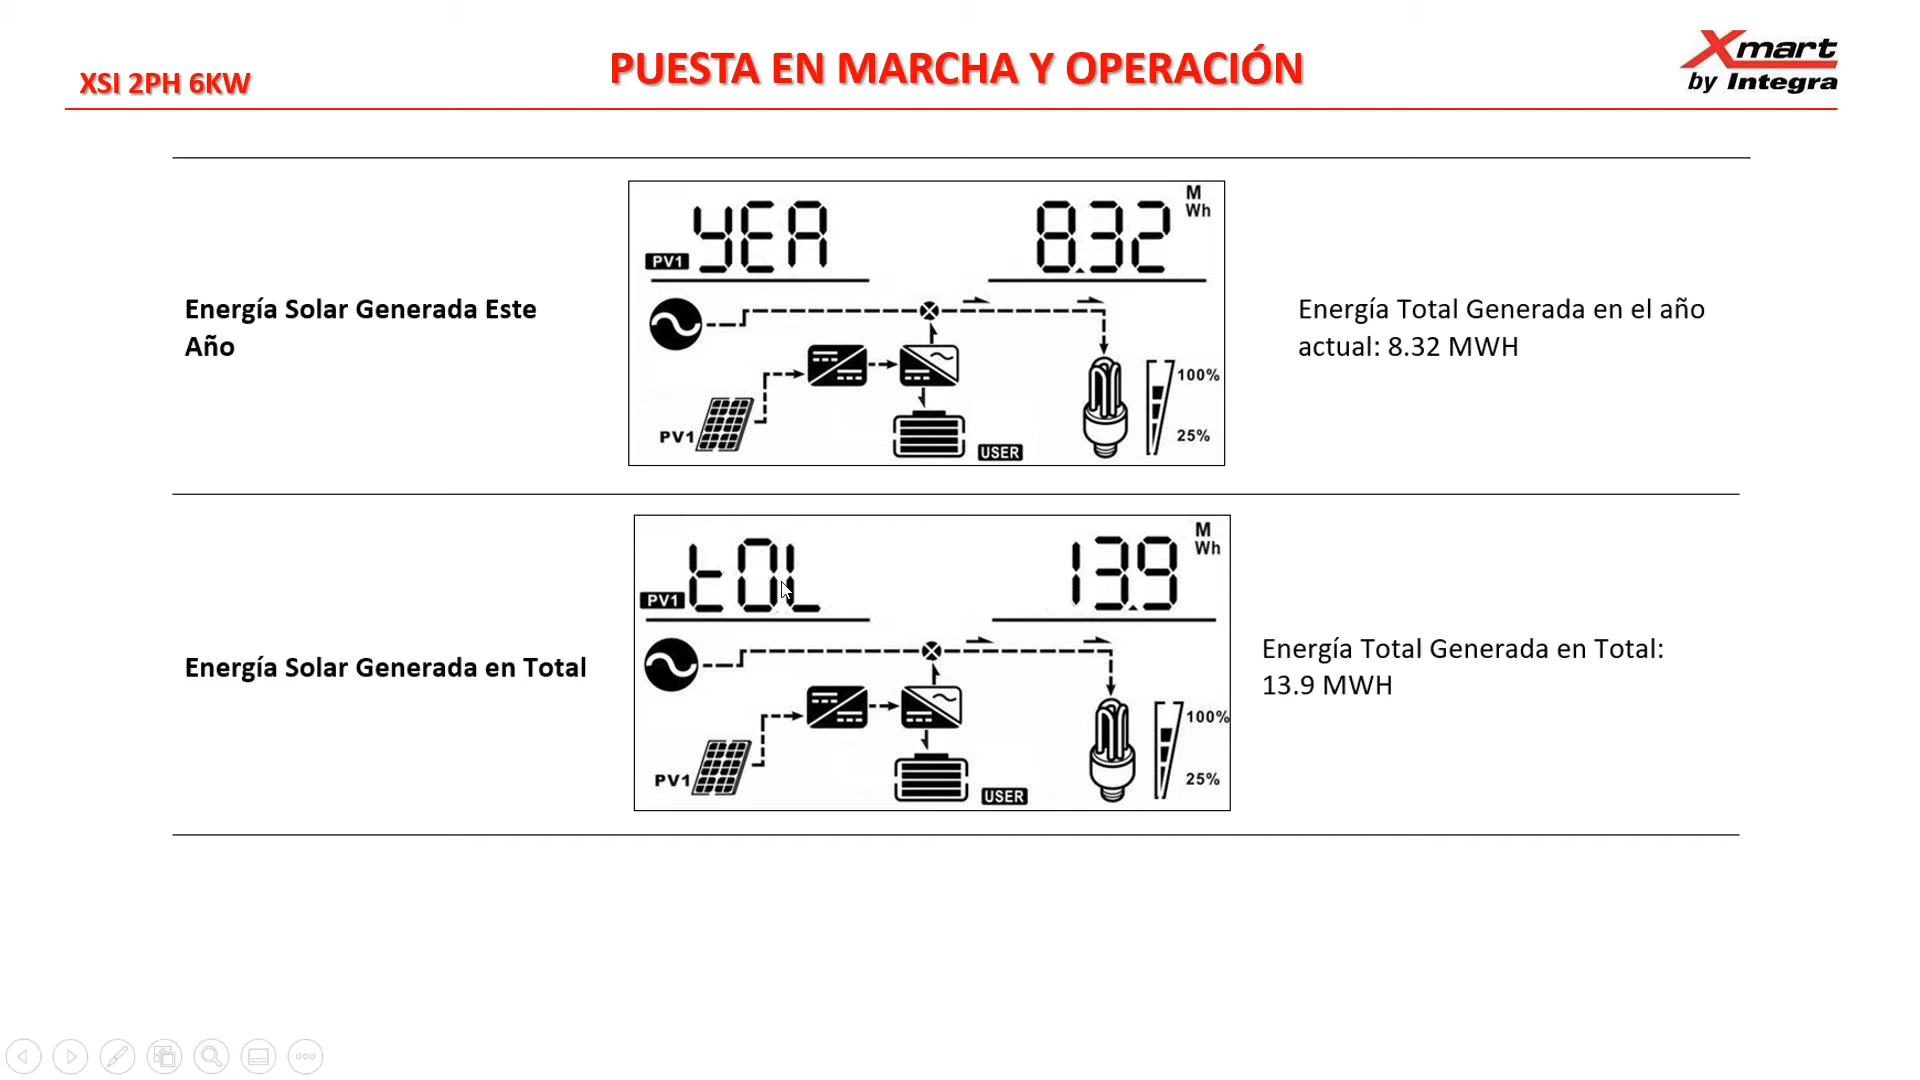 XSI 2PH 6KW
PUESTA EN MARCHA Y OPERACIÓN
Xmart
by Integra
Energía Solar Generada Este
Año
PV1 YEA
8.32 M Wh
PV1
USER
100%
25%
Energía Total Generada en el año
actual: 8.32 MWH
Energía Solar Generada en Total
PV1 tOL
13.9 M Wh
PV1
USER
100%
25%
Energía Total Generada en Total:
13.9 MWH